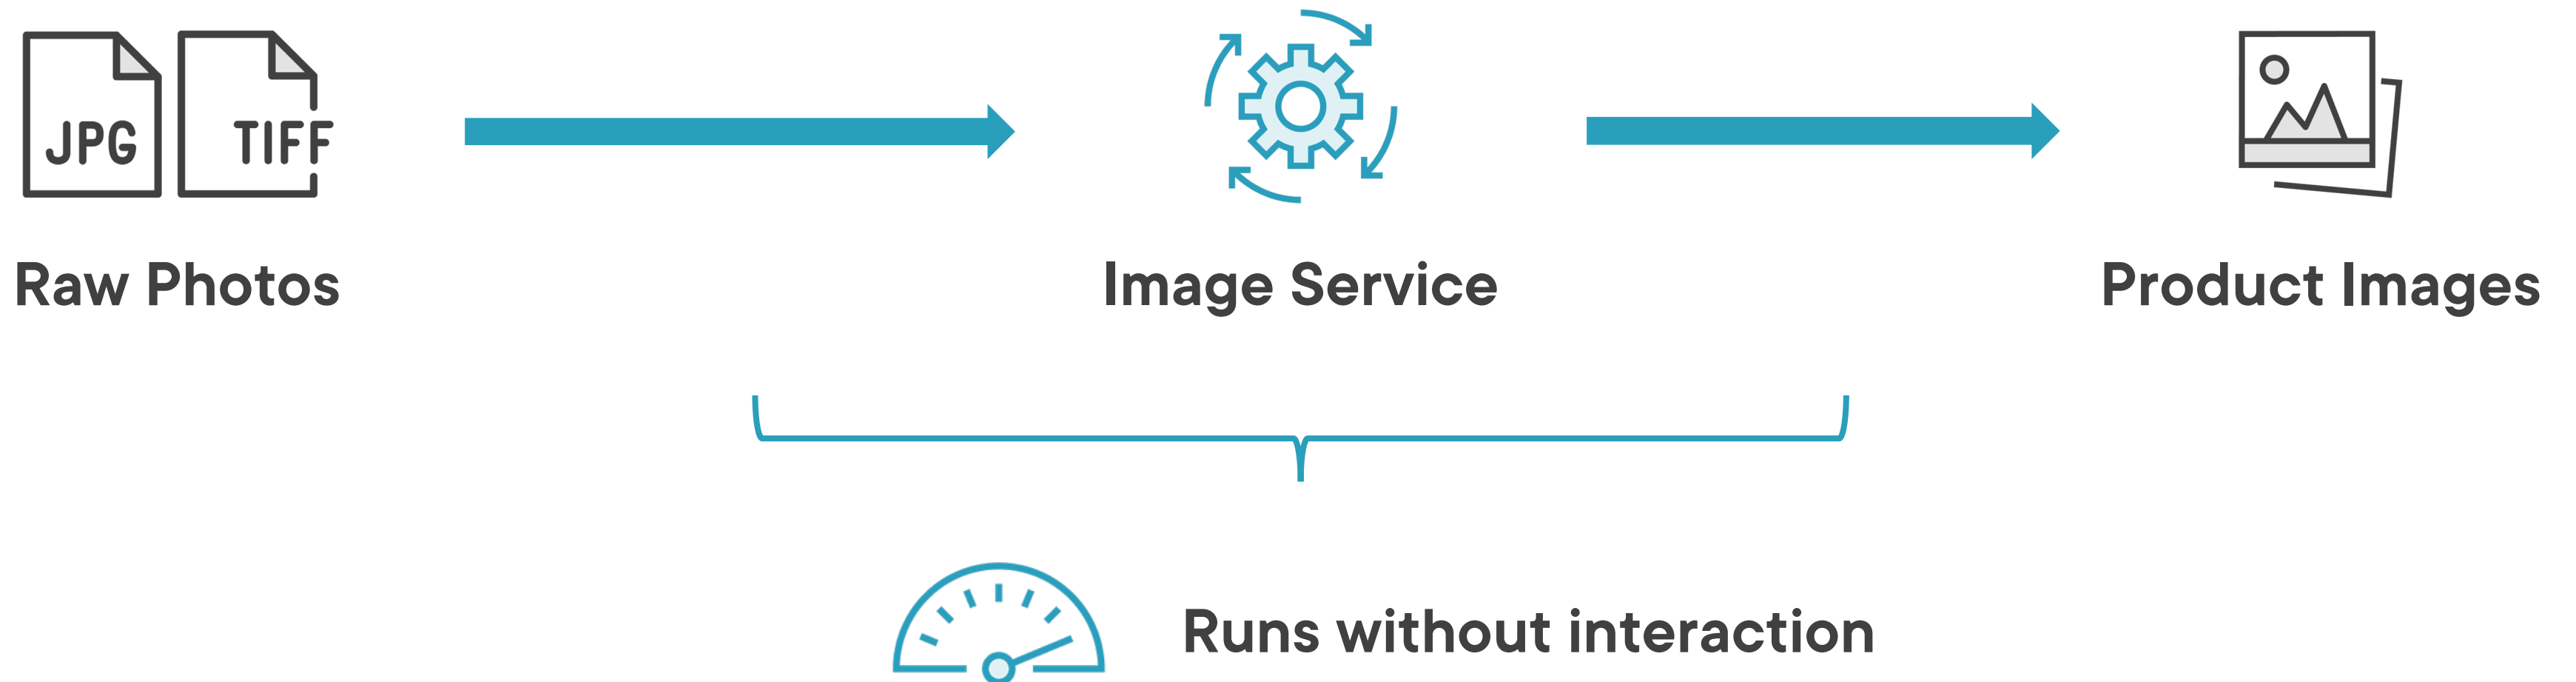 JPG
TIFF
Raw Photos
Image Service
Product Images
Runs without interaction